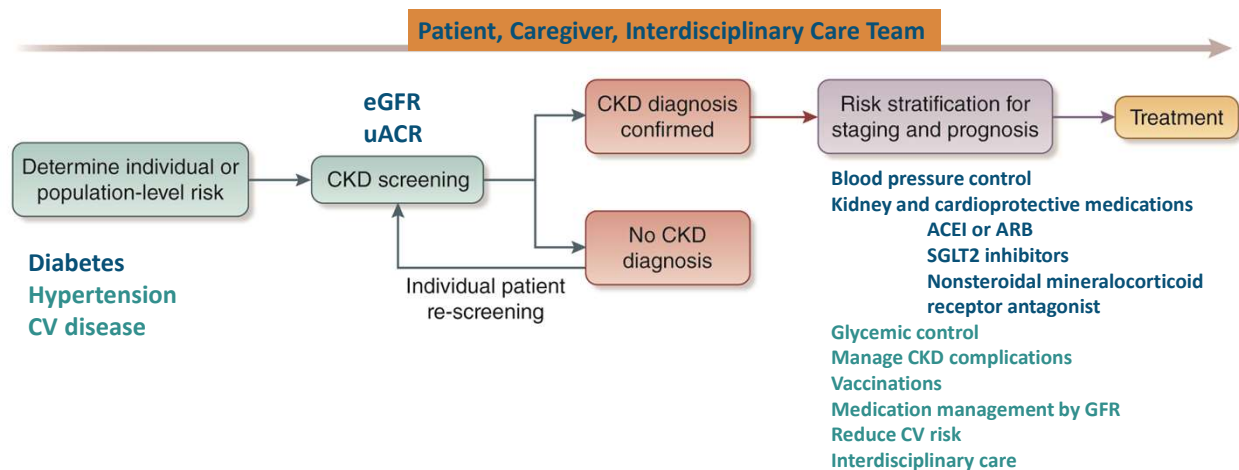 Patient, Caregiver, Interdisciplinary Care Team
eGFR
uACR
Determine individual or
population-level risk
CKD screening
CKD diagnosis
confirmed
No CKD
diagnosis
Individual patient
re-screening
Risk stratification for
staging and prognosis
Treatment
Diabetes
Hypertension
CV disease
Blood pressure control
Kidney and cardioprotective medications
ACEI or ARB
SGLT2 inhibitors
Nonsteroidal mineralocorticoid
receptor antagonist
Glycemic control
Manage CKD complications
Vaccinations
Medication management by GFR
Reduce CV risk
Interdisciplinary care